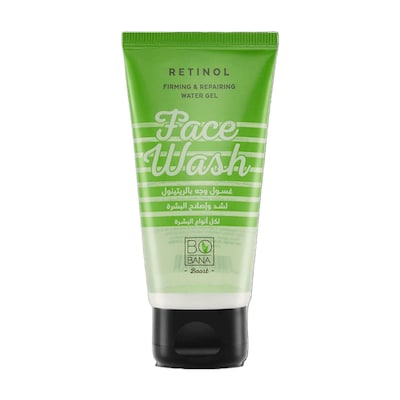 RETINOL
FIRMING & REPAIRING
WATER GEL
Face
Wash
غسول وجه بالريتينول
لشد وإصلاح البشرة
لكل أنواع البشرة
BO
BANA
- Boost -